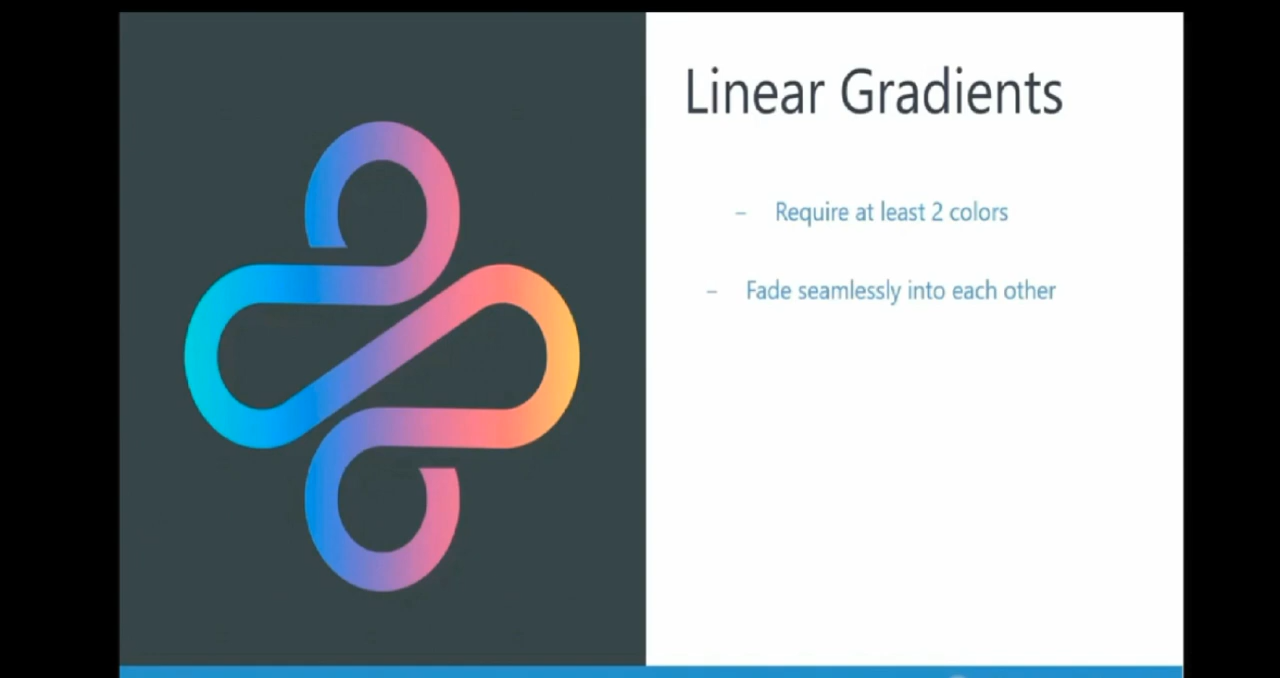 Linear Gradients
– Require at least 2 colors
– Fade seamlessly into each other